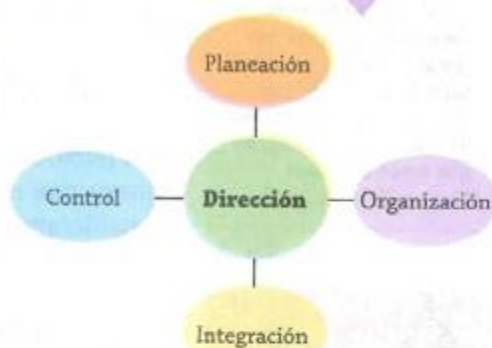 Planeación
Control
Dirección
Organización
Integración